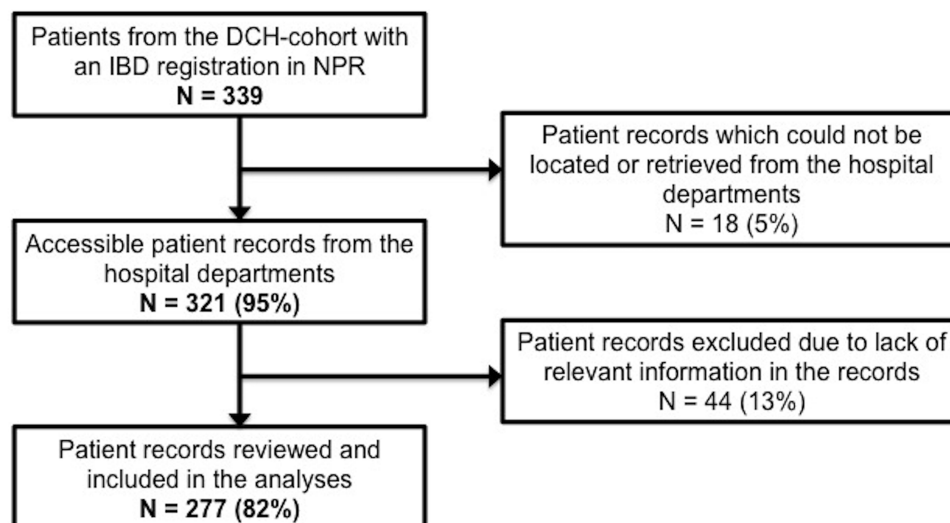 Patients from the DCH-cohort with
an IBD registration in NPR
N = 339
Patient records which could not be
located or retrieved from the hospital
departments
N = 18 (5%)
Accessible patient records from the
hospital departments
N = 321 (95%)
Patient records excluded due to lack of
relevant information in the records
N = 44 (13%)
Patient records reviewed and
included in the analyses
N = 277 (82%)